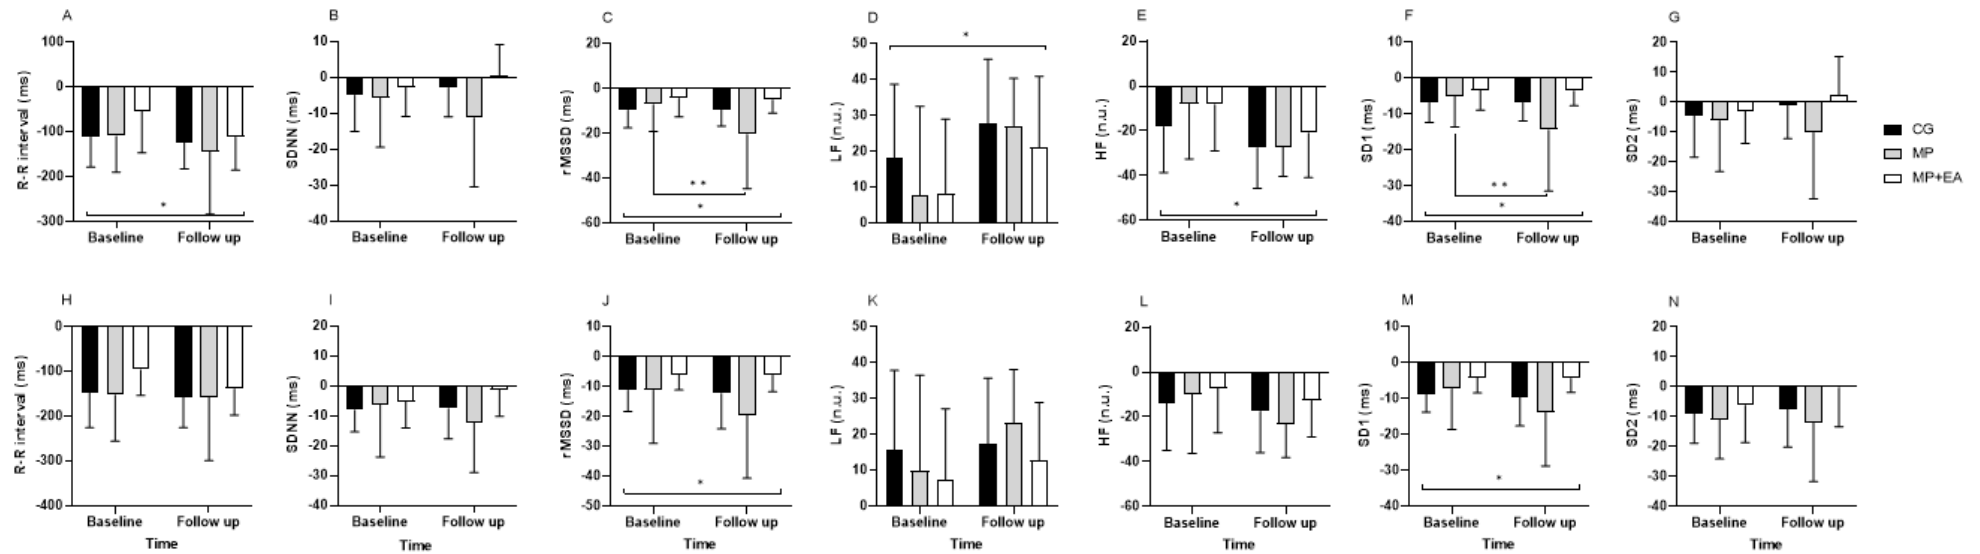 A
R-R interval (ms)
100
0
-100
-200
-300
*
Baseline
Follow up
B
SDNN (ms)
10
0
-10
-20
-30
-40
Baseline
Follow up
C
rMSSD (ms)
20
0
-20
-40
-60
**
*
Baseline
Follow up
D
LF (n.u.)
50
40
30
20
10
0
*
Baseline
Follow up
E
HF (n.u.)
20
0
-20
-40
-60
*
Baseline
Follow up
F
SD1 (ms)
10
0
-10
-20
-30
-40
**
*
Baseline
Follow up
G
SD2 (ms)
20
10
0
-10
-20
-30
-40
Baseline
Follow up
CG
MP
MP+EA
H
R-R interval (ms)
0
-100
-200
-300
-400
Baseline
Follow up
Time
I
SDNN (ms)
20
10
0
-10
-20
-30
-40
Baseline
Follow up
Time
J
rMSSD (ms)
10
0
-10
-20
-30
-40
-50
*
Baseline
Follow up
Time
K
LF (n.u.)
50
40
30
20
10
0
Baseline
Follow up
Time
L
HF (n.u.)
20
0
-20
-40
-60
Baseline
Follow up
Time
M
SD1 (ms)
10
0
-10
-20
-30
-40
*
Baseline
Follow up
Time
N
SD2 (ms)
20
10
0
-10
-20
-30
-40
Baseline
Follow up
Time